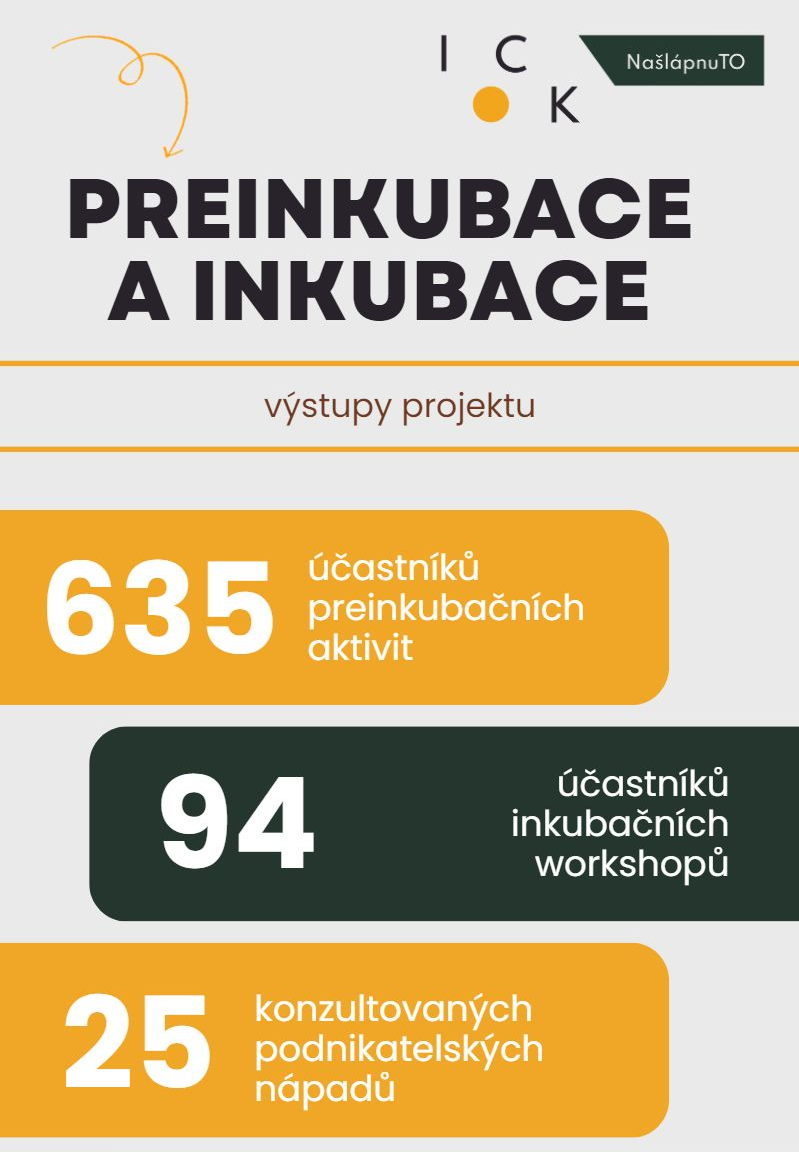 I C
K
NašlápnuTO
PREINKUBACE
A INKUBACE
výstupy projektu
635
účastníků
preinkubačních
aktivit
94
účastníků
inkubačních
workshopů
25
konzultovaných
podnikatelských
nápadů